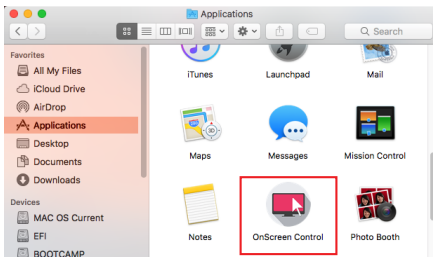 Applications
Search
Favorites
All My Files
iCloud Drive
AirDrop
Applications
Desktop
Documents
Downloads
Devices
MAC OS Current
EFI
BOOTCAMP
iTunes
Launchpad
Mail
Maps
Messages
Mission Control
Notes
OnScreen Control
Photo Booth